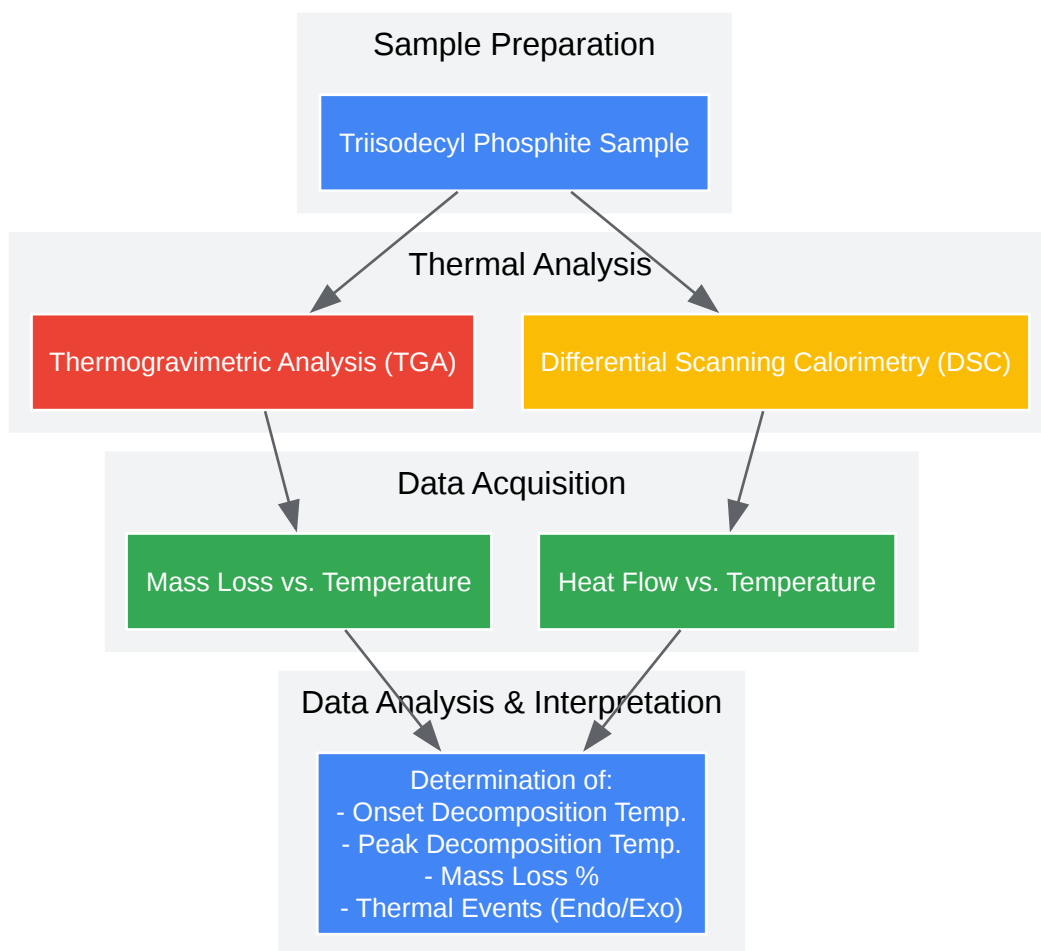 Sample Preparation
Triisodecyl Phosphite Sample
Thermal Analysis
Thermogravimetric Analysis (TGA)
Differential Scanning Calorimetry (DSC)
Data Acquisition
Mass Loss vs. Temperature
Heat Flow vs. Temperature
Data Analysis & Interpretation
Determination of:
- Onset Decomposition Temp.
- Peak Decomposition Temp.
- Mass Loss %
- Thermal Events (Endo/Exo)